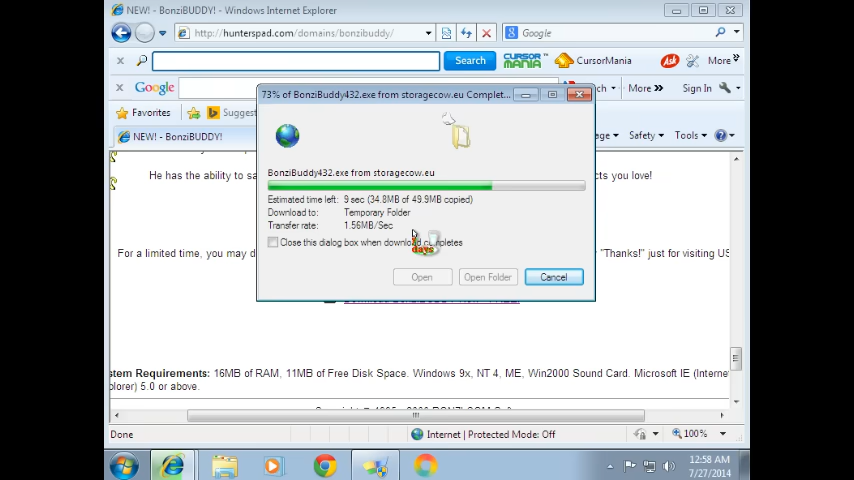 NEW! - BonziBUDDY! - Windows Internet Explorer
http://hunterspad.com/domains/bonzibuddy/
Google
Search
CURSOR MANIA
CursorMania
Ask
More
Google
More
Sign In
Favorites
Suggest
NEW! - BonziBUDDY!
Safety
Tools
73% of BonziBuddy432.exe from storagecow.eu Complet...
BonziBuddy432.exe from storagecow.eu
Estimated time left: 9 sec (34.8MB of 49.9MB copied)
Download to: Temporary Folder
Transfer rate: 1.56MB/Sec
Close this dialog box when download completes
days
Open
Open Folder
Cancel
He has the ability to sa
cts you love!
For a limited time, you may d
"Thanks!" just for visiting US
stem Requirements: 16MB of RAM, 11MB of Free Disk Space. Windows 9x, NT 4, ME, Win2000 Sound Card. Microsoft IE (Internet
plorer) 5.0 or above.
Done
Internet | Protected Mode: Off
100%
12:58 AM
7/27/2014